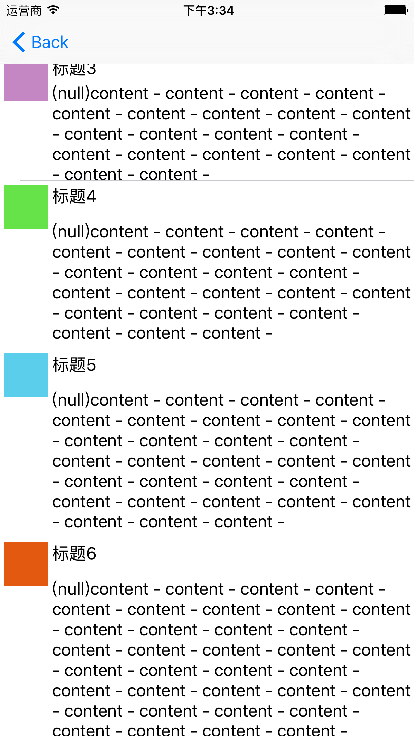 运营商 下午3:34
Back
标题3
(null)content - content - content - content -
content - content - content - content - content
- content - content - content - content -
content - content - content - content - content
- content - content -
标题4
(null)content - content - content - content -
content - content - content - content - content
- content - content - content - content -
content - content - content - content - content
- content - content - content - content -
content - content - content -
标题5
(null)content - content - content - content -
content - content - content - content - content
- content - content - content - content -
content - content - content - content - content
- content - content - content - content -
content - content - content - content - content
- content - content - content -
标题6
(null)content - content - content - content -
content - content - content - content - content
- content - content - content - content -
content - content - content - content - content
- content - content - content - content -
content - content - content - content - content
- content - content - content - content -
content - content - content - content -